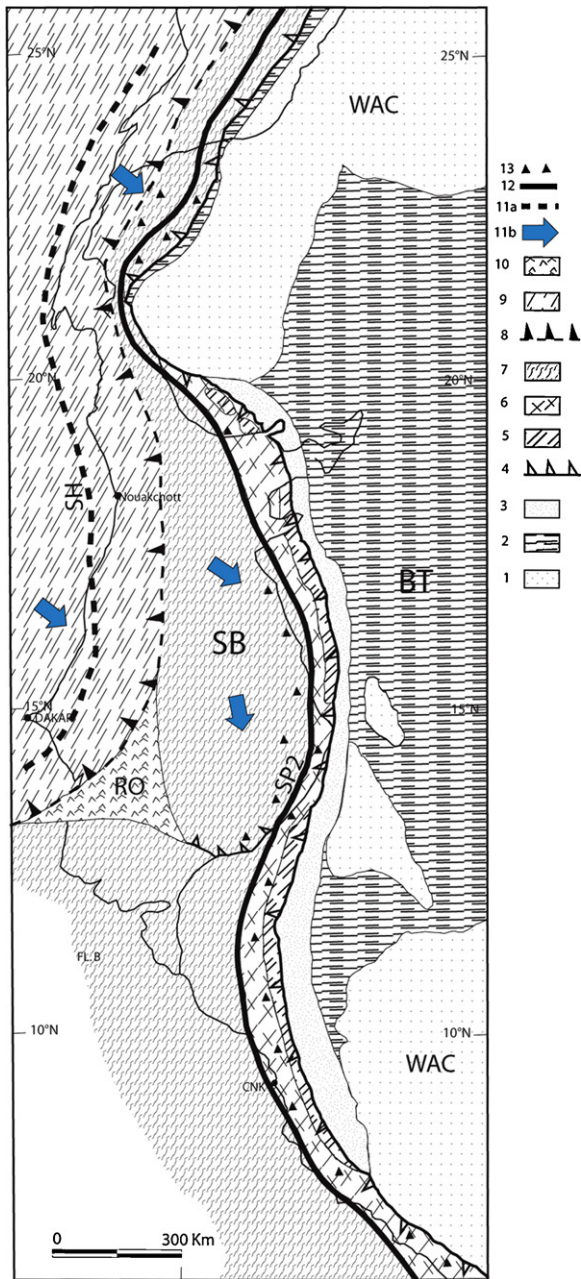 25°N
25°N
WAC
13
12
11a
11b
10
9
8
20°N
20°N
7
6
5
4
SH
Nouakchott
3
2
BT
1
SB
15°N
DAKAR
15°N
RO
SP2
FL.B
10°N
10°N
WAC
CNK
0 300 Km